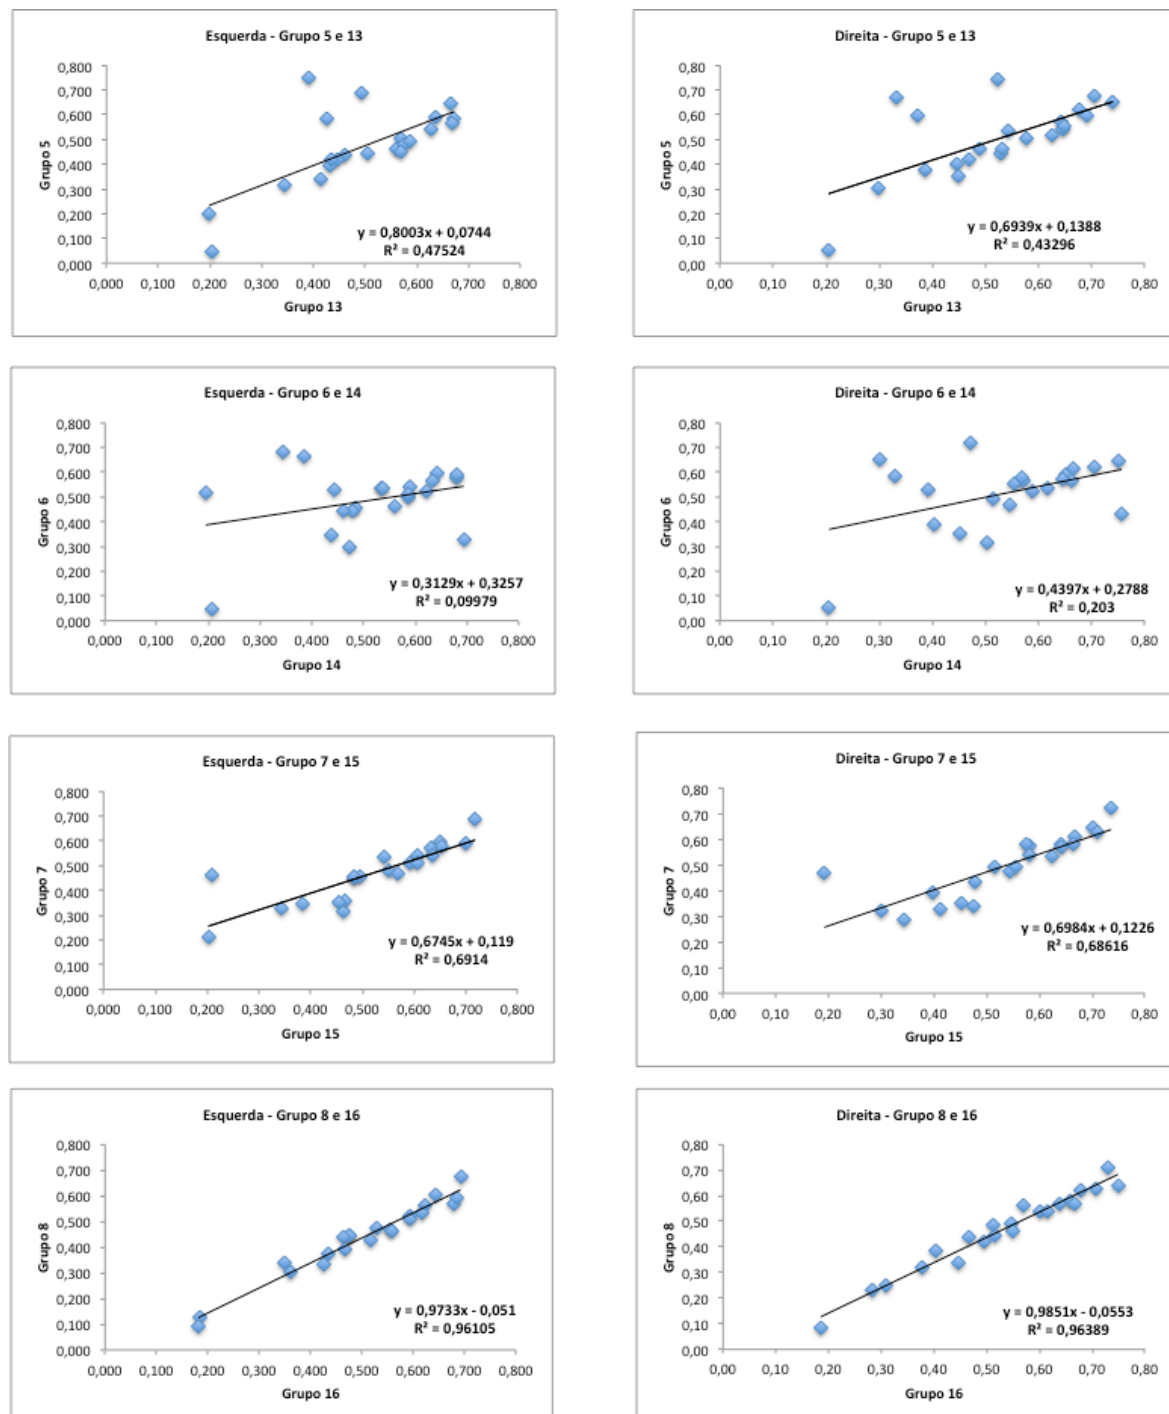 Esquerda - Grupo 5 e 13
0,800
0,700
0,600
0,500
0,400
0,300
0,200
0,100
0,000
Grupo 5
y = 0,8003x + 0,0744
R² = 0,47524
0,000 0,100 0,200 0,300 0,400 0,500 0,600 0,700 0,800
Grupo 13
Direita - Grupo 5 e 13
0,80
0,70
0,60
0,50
0,40
0,30
0,20
0,10
0,00
Grupo 5
y = 0,6939x + 0,1388
R² = 0,43296
0,00 0,10 0,20 0,30 0,40 0,50 0,60 0,70 0,80
Grupo 13
Esquerda - Grupo 6 e 14
0,800
0,700
0,600
0,500
0,400
0,300
0,200
0,100
0,000
Grupo 6
y = 0,3129x + 0,3257
R² = 0,09979
0,000 0,100 0,200 0,300 0,400 0,500 0,600 0,700 0,800
Grupo 14
Direita - Grupo 6 e 14
0,80
0,70
0,60
0,50
0,40
0,30
0,20
0,10
0,00
Grupo 6
y = 0,4397x + 0,2788
R² = 0,203
0,00 0,10 0,20 0,30 0,40 0,50 0,60 0,70 0,80
Grupo 14
Esquerda - Grupo 7 e 15
0,800
0,700
0,600
0,500
0,400
0,300
0,200
0,100
0,000
Grupo 7
y = 0,6745x + 0,119
R² = 0,6914
0,000 0,100 0,200 0,300 0,400 0,500 0,600 0,700 0,800
Grupo 15
Direita - Grupo 7 e 15
0,80
0,70
0,60
0,50
0,40
0,30
0,20
0,10
0,00
Grupo 7
y = 0,6984x + 0,1226
R² = 0,68616
0,00 0,10 0,20 0,30 0,40 0,50 0,60 0,70 0,80
Grupo 15
Esquerda - Grupo 8 e 16
0,800
0,700
0,600
0,500
0,400
0,300
0,200
0,100
0,000
Grupo 8
y = 0,9733x - 0,051
R² = 0,96105
0,000 0,100 0,200 0,300 0,400 0,500 0,600 0,700 0,800
Grupo 16
Direita - Grupo 8 e 16
0,80
0,70
0,60
0,50
0,40
0,30
0,20
0,10
0,00
Grupo 8
y = 0,9851x - 0,0553
R² = 0,96389
0,00 0,10 0,20 0,30 0,40 0,50 0,60 0,70 0,80
Grupo 16